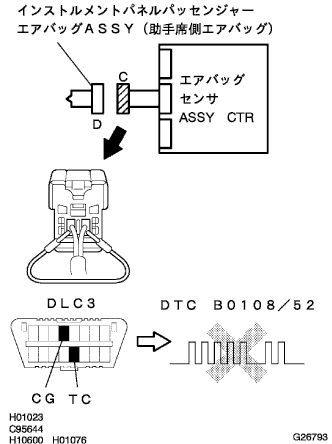 インストルメントパネルパッセンジャー
エアバッグＡＳＳＹ（助手席側エアバッグ）
C
D
エアバッグ
センサ
ＡＳＳＹ　ＣＴＲ
ＤＬＣ３
ＤＴＣ　Ｂ０１０８／５２
ＣＧ　ＴＣ
H01023
C95644
H10600　H01076
G26793